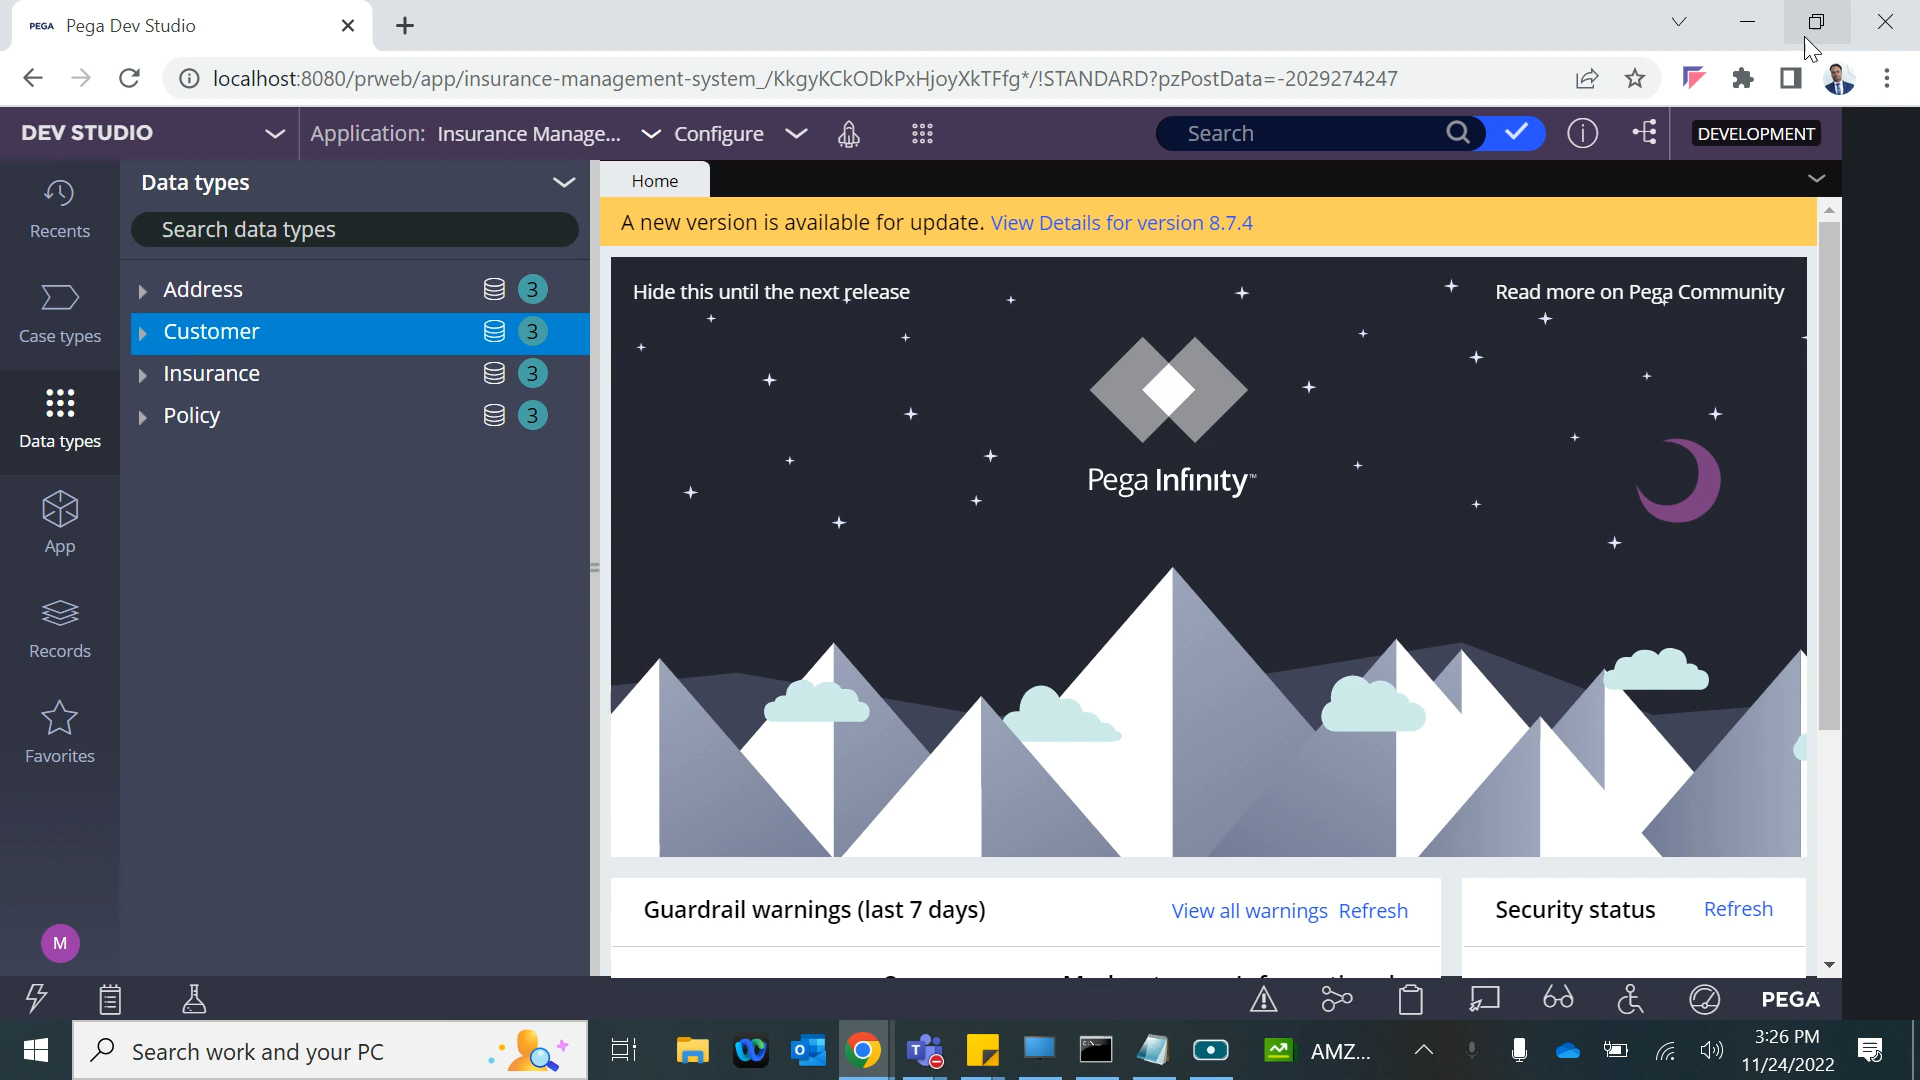 PEGA Pega Dev Studio
localhost:8080/prweb/app/insurance-management-system_/KkgyKCkODkPxHjoyXkTFfg*/!STANDARD?pzPostData=-2029274247
DEV STUDIO
Application: Insurance Manage...
Configure
Search
DEVELOPMENT
Recents
Case types
Data types
App
Records
Favorites
M
Data types
Search data types
Address 3
Customer 3
Insurance 3
Policy 3
Home
A new version is available for update. View Details for version 8.7.4
Hide this until the next release
Read more on Pega Community
Pega Infinity™
Guardrail warnings (last 7 days)
View all warnings Refresh
Security status
Refresh
PEGA
Search work and your PC
AMZ...
3:26 PM
11/24/2022